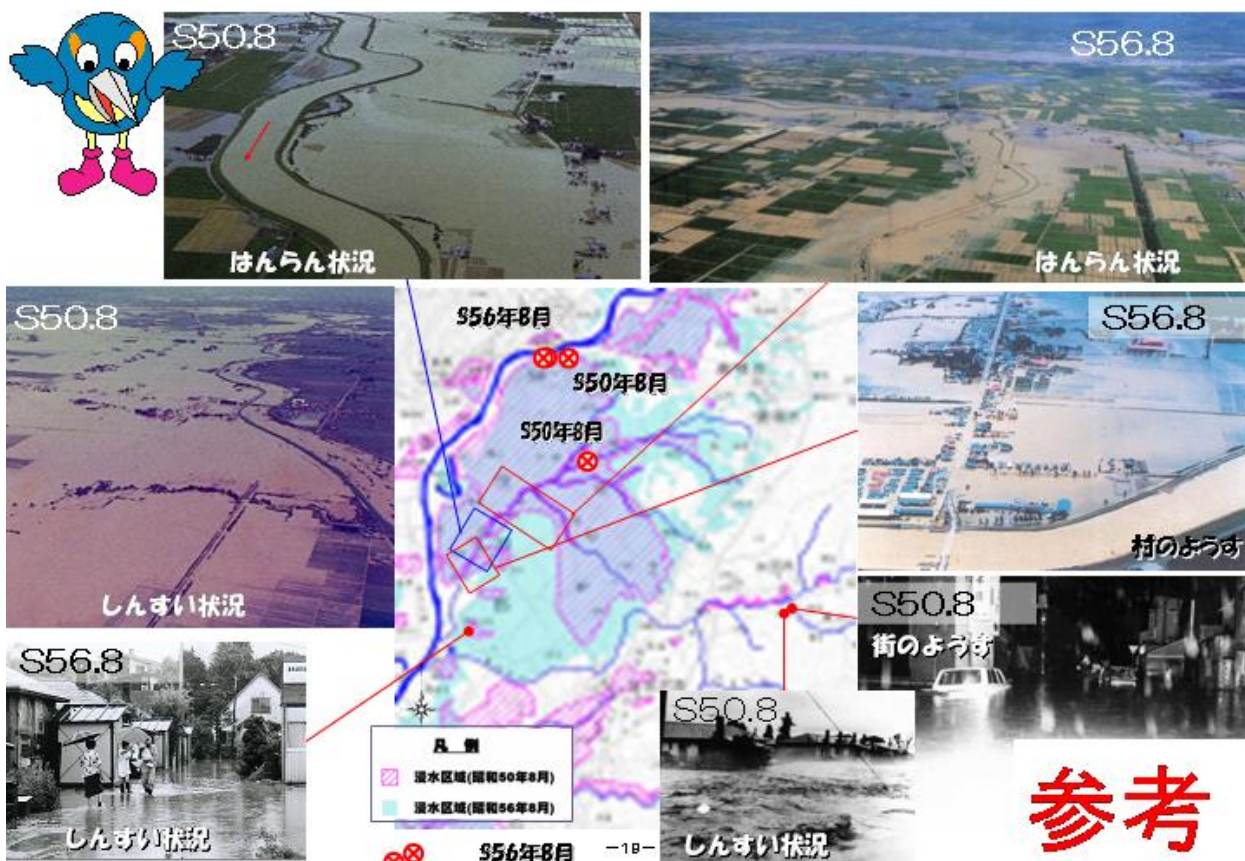 S50.8
はんらん状況
S56.8
はんらん状況
S50.8
しんすい状況
S56年8月
S50年8月
S50年8月
S56.8
村のようす
S50.8
街のようす
S56.8
しんすい状況
凡 例
浸水区域(昭和50年8月)
浸水区域(昭和56年8月)
S56年8月
S50.8
しんすい状況
参考
-19-